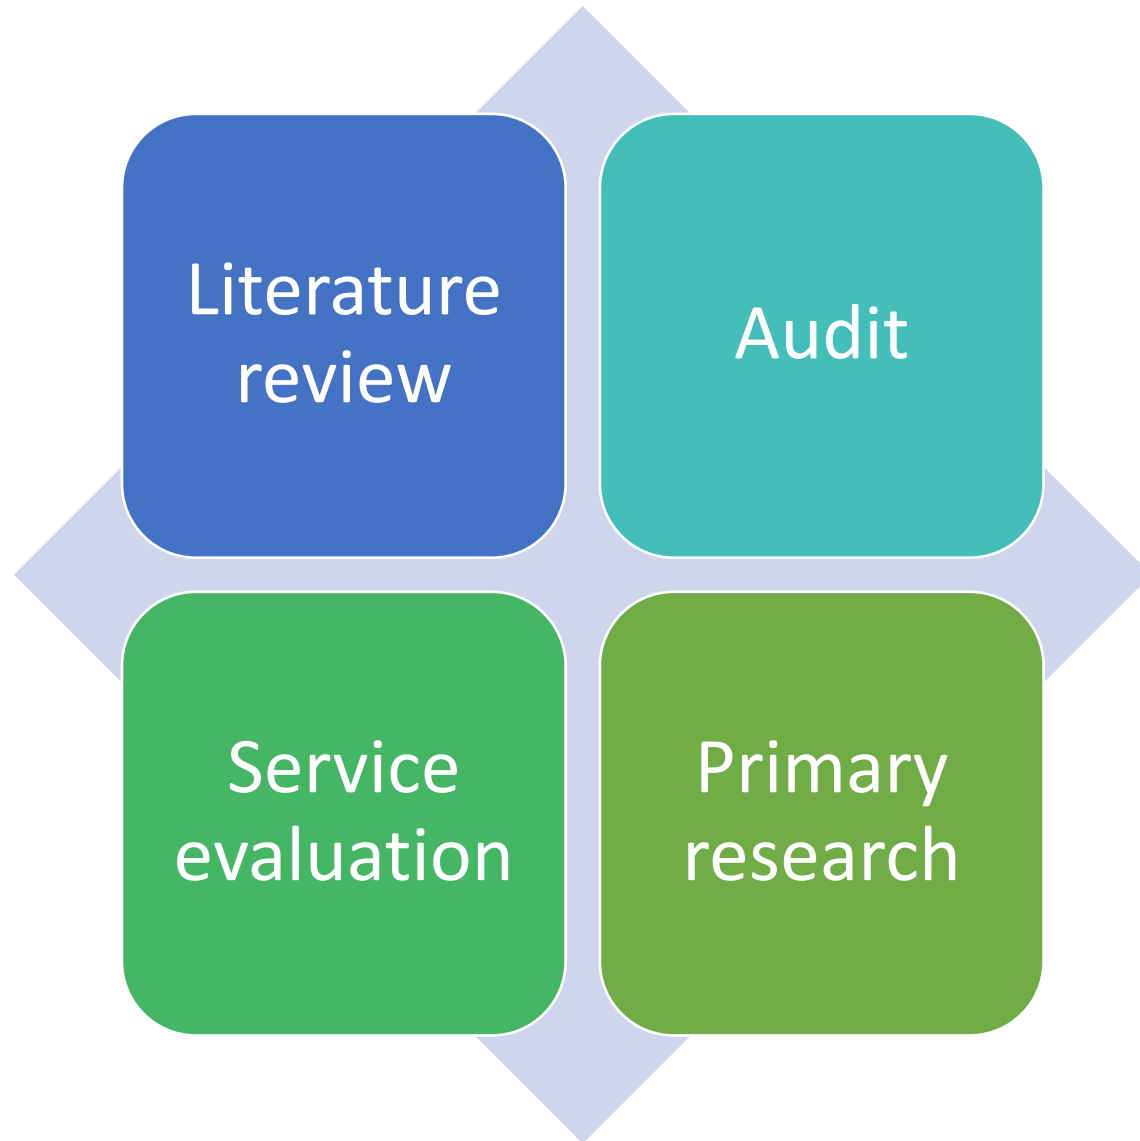 Literature
review
Audit
Service
evaluation
Primary
research